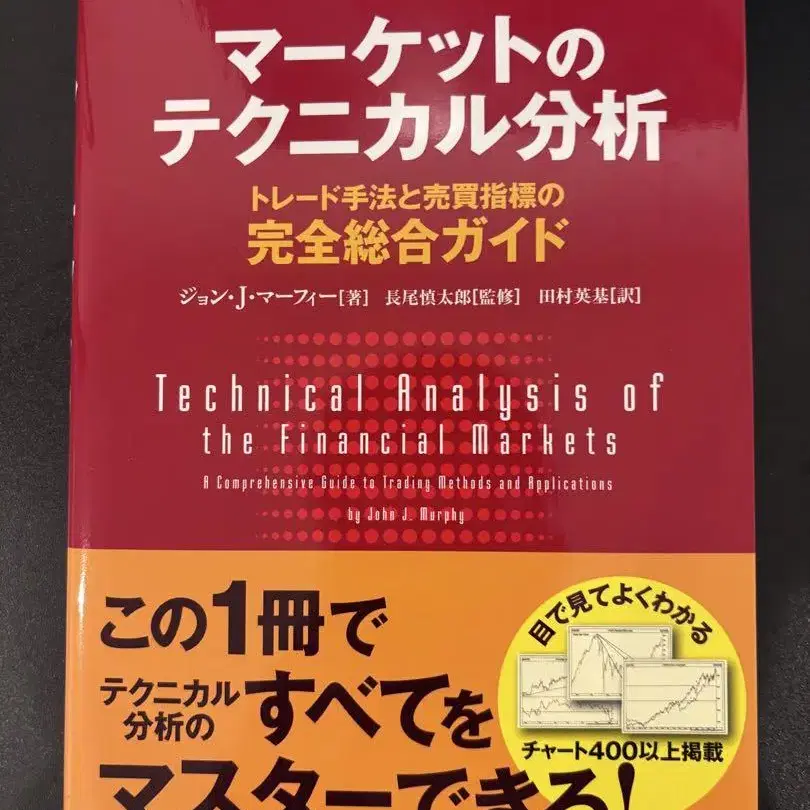 マーケットの
テクニカル分析
トレード手法と売買指標の
完全総合ガイド
ジョン・J・マーフィー[著] 長尾慎太郎[監修] 田村英基[訳]
Technical Analysis of
the Financial Markets
A Comprehensive Guide to Trading Methods and Applications
by John J. Murphy
この1冊で
テクニカル
分析の
すべてを
マスターできる!
目で見てよくわかる
チャート400以上掲載